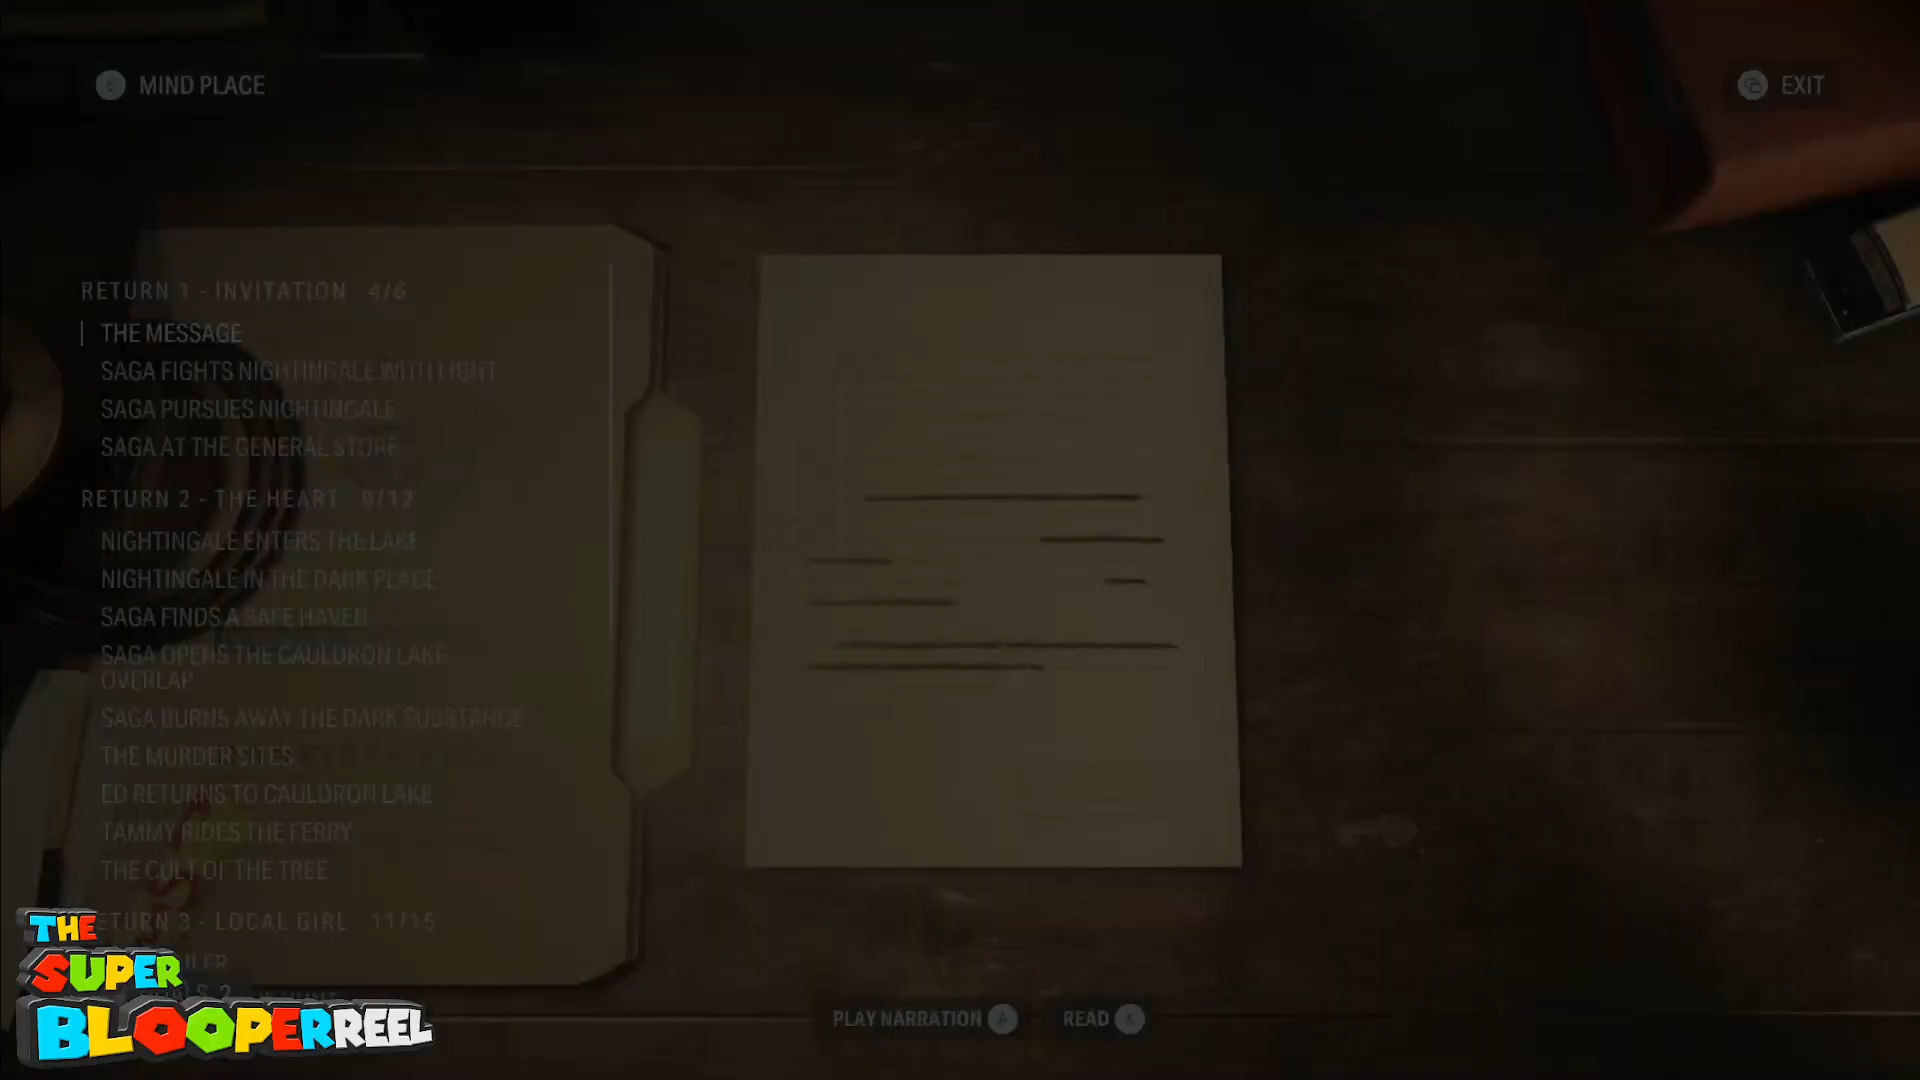 MIND PLACE
EXIT
RETURN 1 - INVITATION 4/6
THE MESSAGE
SAGA FIGHTS NIGHTINGALE WITH LIGHT
SAGA PURSUES NIGHTINGALE
SAGA AT THE GENERAL STORE
RETURN 2 - THE HEART 9/12
NIGHTINGALE ENTERS THE LAKE
NIGHTINGALE IN THE DARK PLACE
SAGA FINDS A SAFE HAVEN
SAGA OPENS THE CAULDRON LAKE
OVERLAP
SAGA BURNS AWAY THE DARK SUBSTANCE
THE MURDER SITES
ED RETURNS TO CAULDRON LAKE
TAMMY RIDES THE FERRY
THE CULT OF THE TREE
ETURN 3 - LOCAL GIRL 11/15
THE
SUPER
BLOOPERREEL
PLAY NARRATION A
READ X